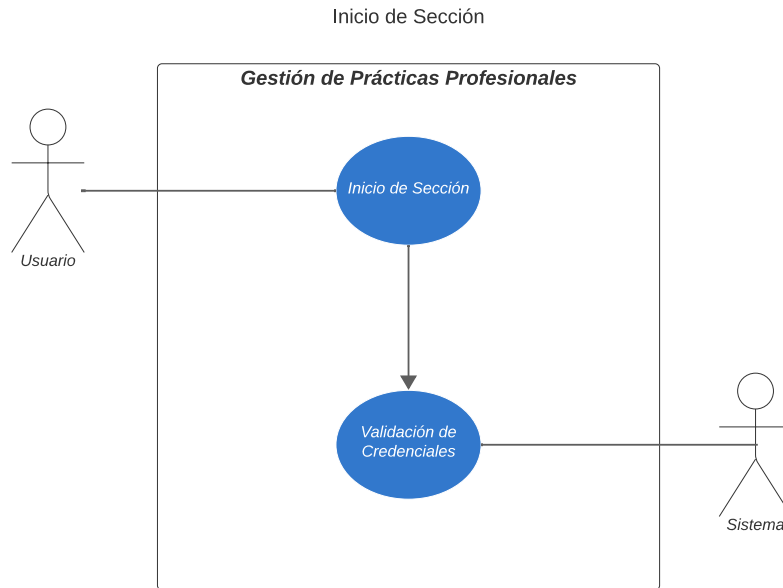 Inicio de Sección
Gestión de Prácticas Profesionales
Inicio de Sección
Usuario
Validación de
Credenciales
Sistema